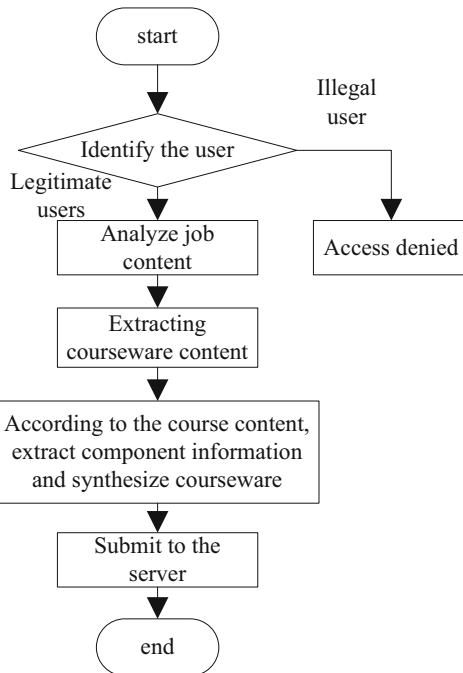 start
Illegal
user
Identify the user
Legitimate
users
Analyze job
content
Access denied
Extracting
courseware content
According to the course content,
extract component information
and synthesize courseware
Submit to the
server
end